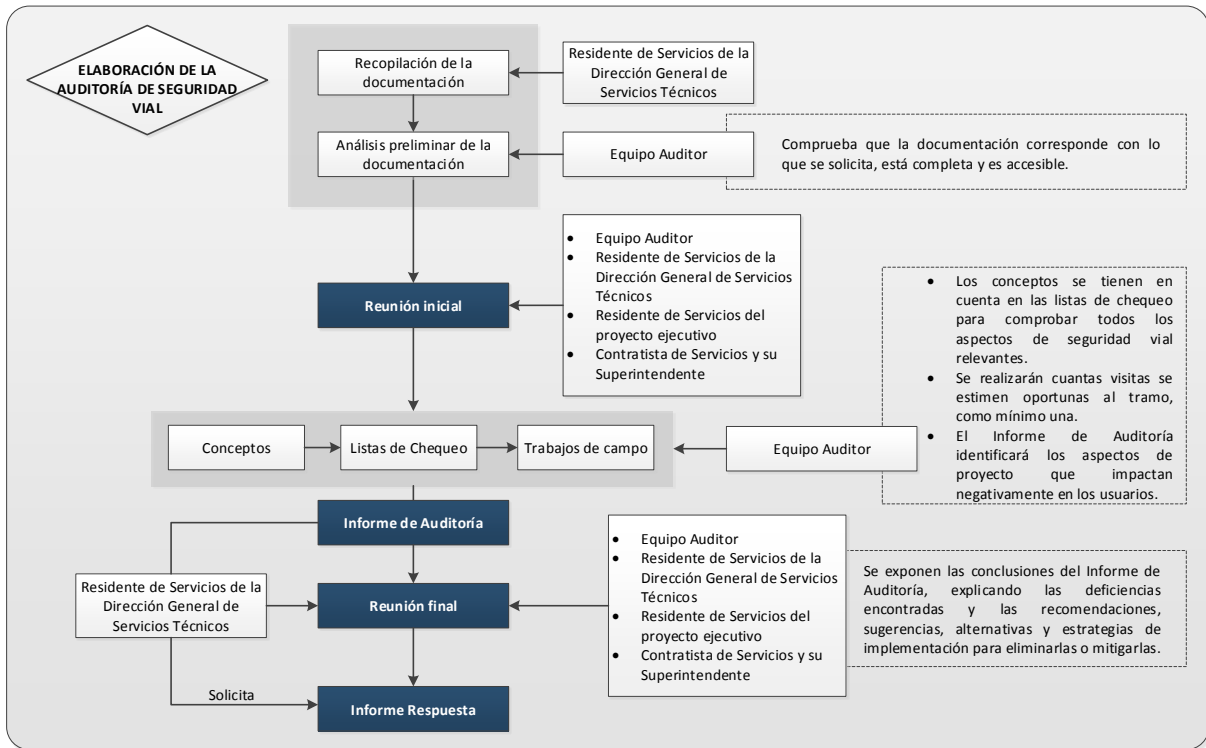 ELABORACIÓN DE LA
AUDITORÍA DE SEGURIDAD
VIAL
Recopilación de la
documentación
Residente de Servicios de la
Dirección General de
Servicios Técnicos
Análisis preliminar de la
documentación
Equipo Auditor
Comprueba que la documentación corresponde con lo
que se solicita, está completa y es accesible.
Reunión inicial
• Equipo Auditor
• Residente de Servicios de la
Dirección General de Servicios
Técnicos
• Residente de Servicios del
proyecto ejecutivo
• Contratista de Servicios y su
Superintendente
• Los conceptos se tienen en
cuenta en las listas de chequeo
para comprobar todos los
aspectos de seguridad vial
relevantes.
• Se realizarán cuantas visitas se
estimen oportunas al tramo,
como mínimo una.
• El Informe de Auditoría
identificará los aspectos de
proyecto que impactan
negativamente en los usuarios.
Conceptos
Listas de Chequeo
Trabajos de campo
Equipo Auditor
Informe de Auditoría
Residente de Servicios de la
Dirección General de
Servicios Técnicos
Reunión final
• Equipo Auditor
• Residente de Servicios de la
Dirección General de Servicios
Técnicos
• Residente de Servicios del
proyecto ejecutivo
• Contratista de Servicios y su
Superintendente
Se exponen las conclusiones del Informe de
Auditoría, explicando las deficiencias
encontradas y las recomendaciones,
sugerencias, alternativas y estrategias de
implementación para eliminarlas o mitigarlas.
Solicita
Informe Respuesta